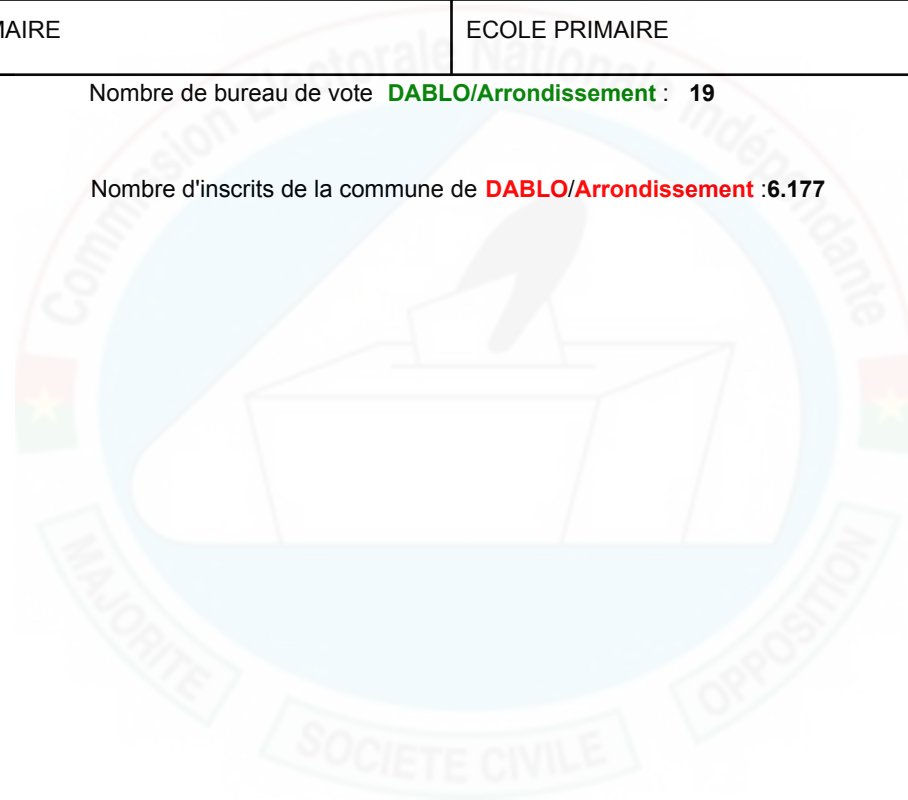 MAIRE ECOLE PRIMAIRE
Nombre de bureau de vote DABLO/Arrondissement : 19
Nombre d'inscrits de la commune de DABLO/Arrondissement :6.177
Commission Electorale Nationale Indépendante
MAJORITE
SOCIETE CIVILE
OPPOSITION